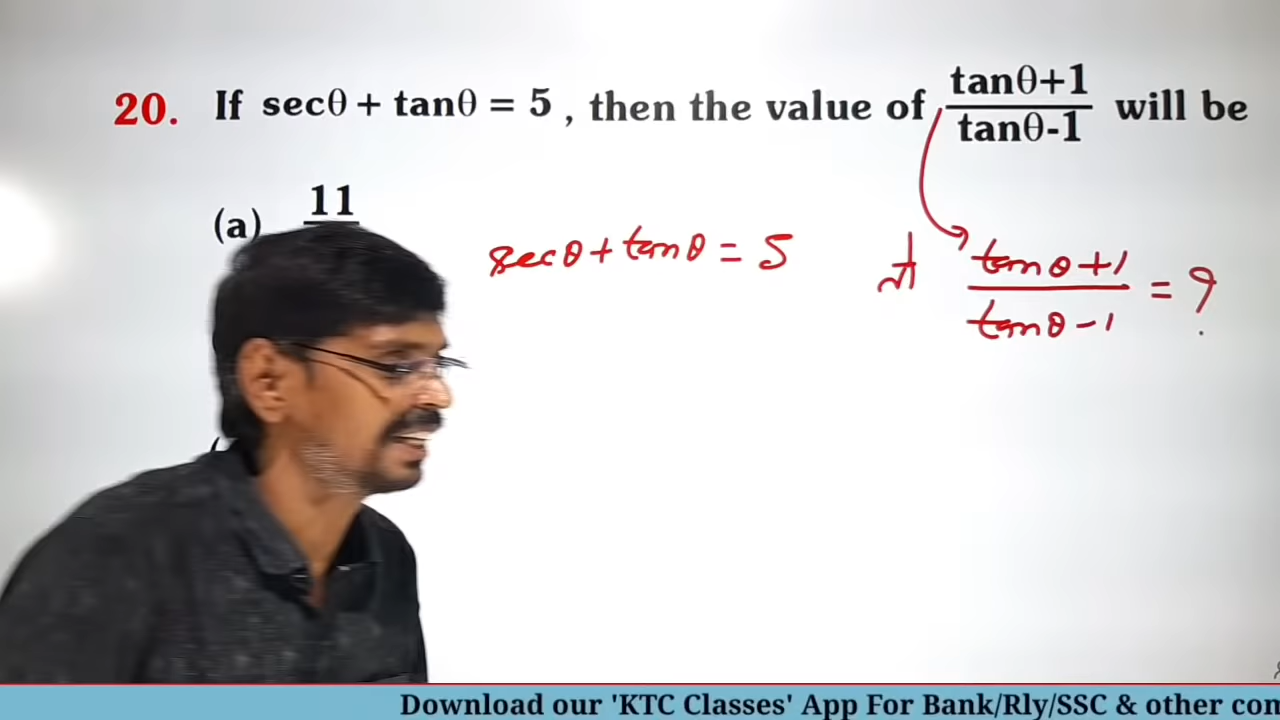 20. If secθ + tanθ = 5 , then the value of tanθ+1 / tanθ-1 will be
(a) 11
secθ + tanθ = 5
तो tanθ+1 / tanθ-1 = ?
(
Download our 'KTC Classes' App For Bank/Rly/SSC & other con